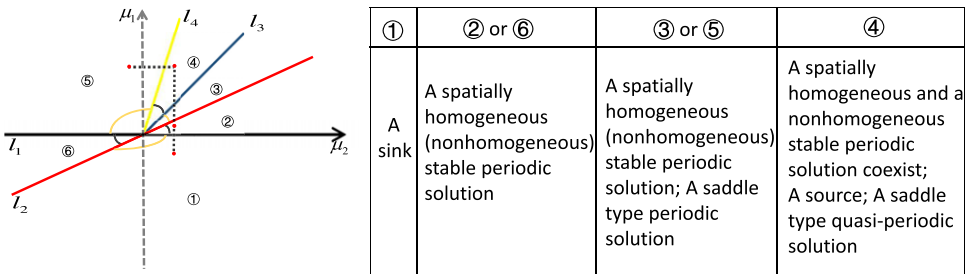 μ₁
l₄
l₃
④
⑤
③
②
l₁
μ₂
⑥
l₂
①
① ② or ⑥ ③ or ⑤ ④
A
sink
A spatially
homogeneous
(nonhomogeneous)
stable periodic
solution
A spatially
homogeneous
(nonhomogeneous)
stable periodic
solution; A saddle
type periodic
solution
A spatially
homogeneous and a
nonhomogeneous
stable periodic
solution coexist;
A source; A saddle
type quasi-periodic
solution